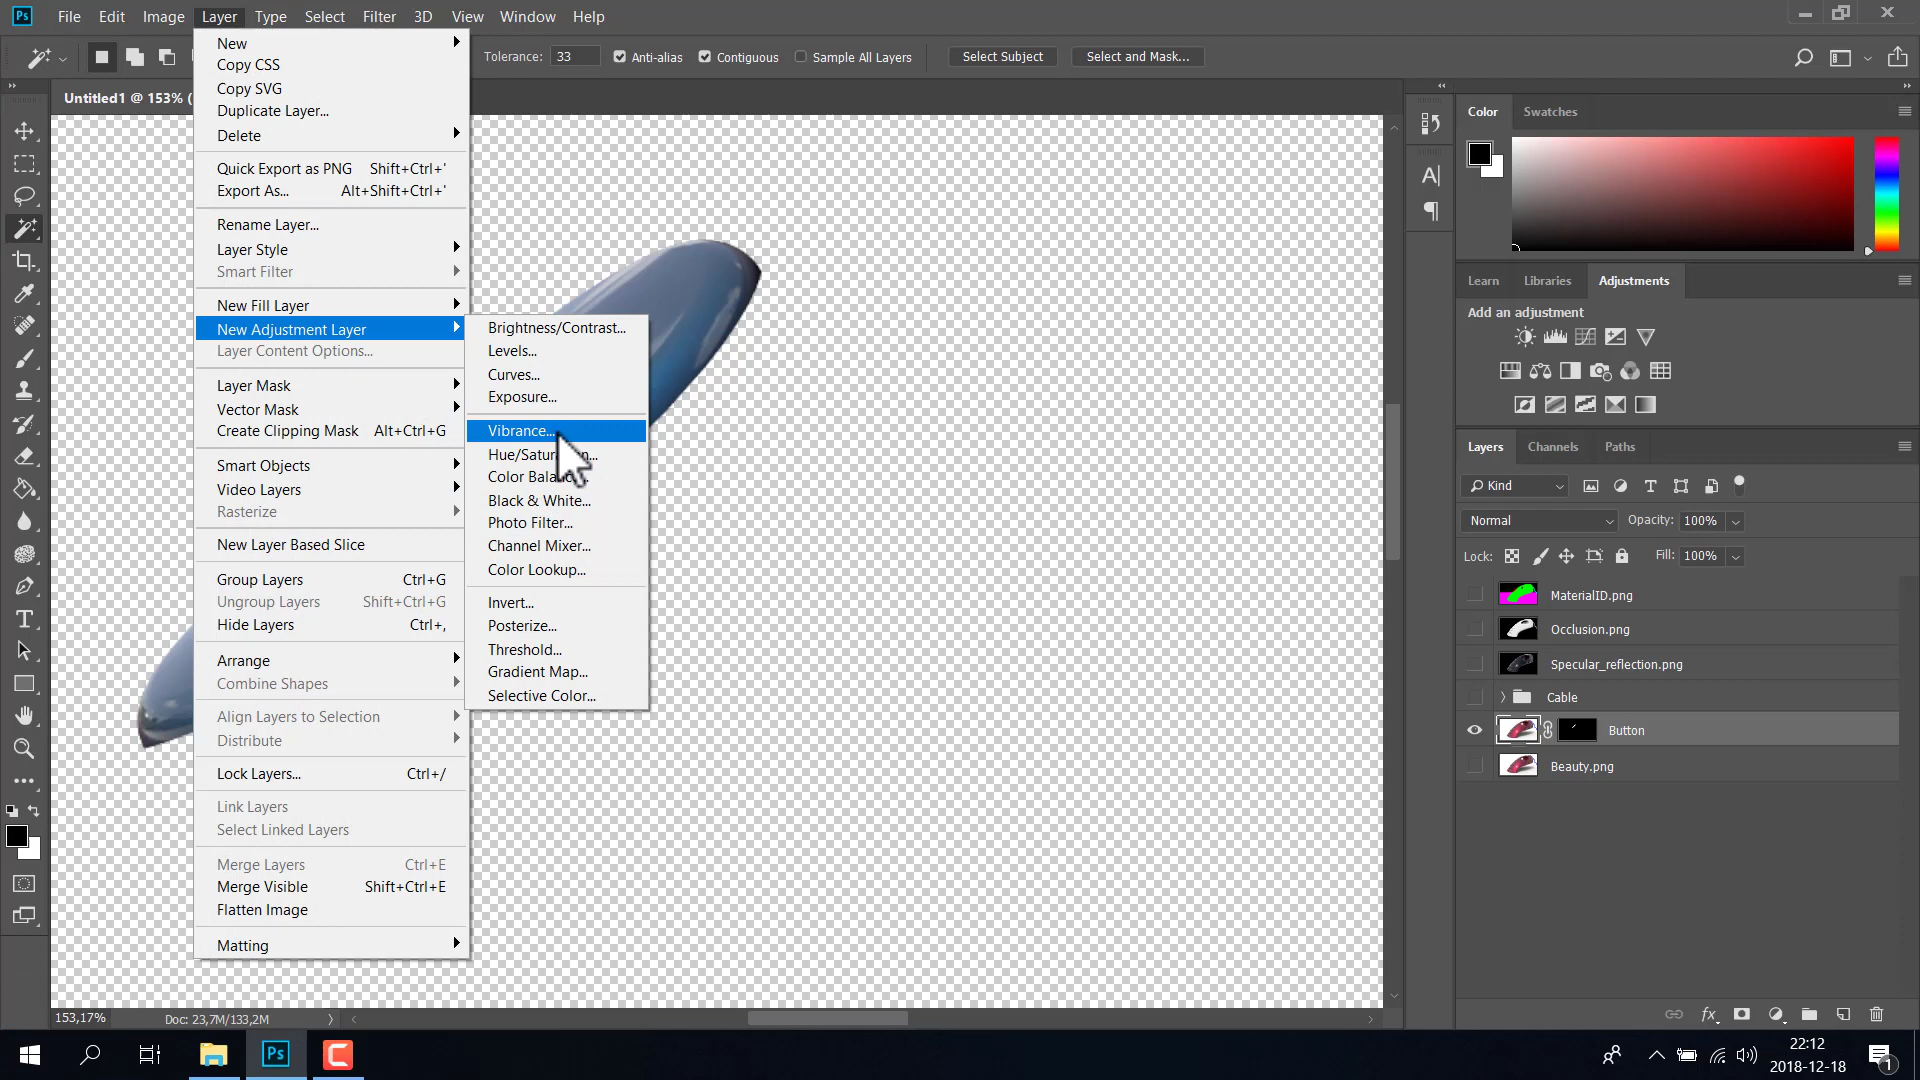 Ps File Edit Image Layer Type Select Filter 3D View Window Help
Tolerance: 33 Anti-alias Contiguous Sample All Layers Select Subject Select and Mask...
Untitled1 @ 153% (
New
Copy CSS
Copy SVG
Duplicate Layer...
Delete
Quick Export as PNG Shift+Ctrl+'
Export As... Alt+Shift+Ctrl+'
Rename Layer...
Layer Style
Smart Filter
New Fill Layer
New Adjustment Layer
Layer Content Options...
Layer Mask
Vector Mask
Create Clipping Mask Alt+Ctrl+G
Smart Objects
Video Layers
Rasterize
New Layer Based Slice
Group Layers Ctrl+G
Ungroup Layers Shift+Ctrl+G
Hide Layers Ctrl+,
Arrange
Combine Shapes
Align Layers to Selection
Distribute
Lock Layers... Ctrl+/
Link Layers
Select Linked Layers
Merge Layers Ctrl+E
Merge Visible Shift+Ctrl+E
Flatten Image
Matting
Brightness/Contrast...
Levels...
Curves...
Exposure...
Vibrance...
Color
Black & White...
Photo Filter...
Channel Mixer...
Color Lookup...
Invert...
Posterize...
Threshold...
Gradient Map...
Selective Color...
Color Swatches
Learn Libraries Adjustments
Add an adjustment
Layers Channels Paths
Kind
Normal Opacity: 100%
Lock: Fill: 100%
MaterialID.png
Occlusion.png
Specular_reflection.png
Cable
Button
Beauty.png
153,17% Doc: 23,7M/133,2M
Ps
22:12
2018-12-18
1